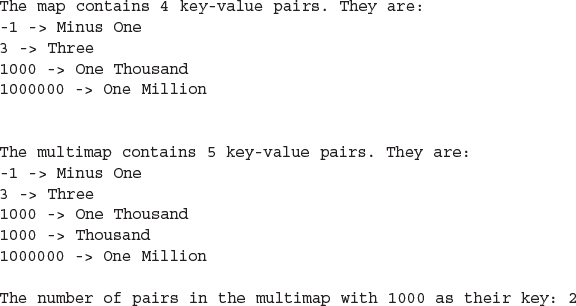 The map contains 4 key-value pairs. They are:
-1 -> Minus One
3 -> Three
1000 -> One Thousand
1000000 -> One Million
The multimap contains 5 key-value pairs. They are:
-1 -> Minus One
3 -> Three
1000 -> One Thousand
1000 -> Thousand
1000000 -> One Million
The number of pairs in the multimap with 1000 as their key: 2